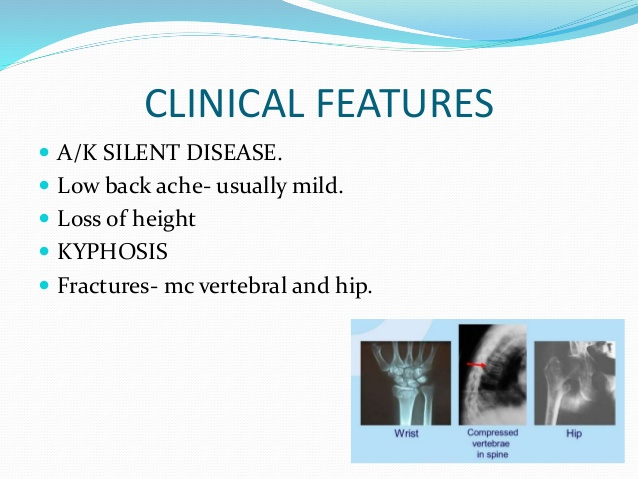 CLINICAL FEATURES
A/K SILENT DISEASE.
Low back ache- usually mild.
Loss of height
KYPHOSIS
Fractures- mc vertebral and hip.
Wrist
Compressed
vertebrae
in spine
Hip